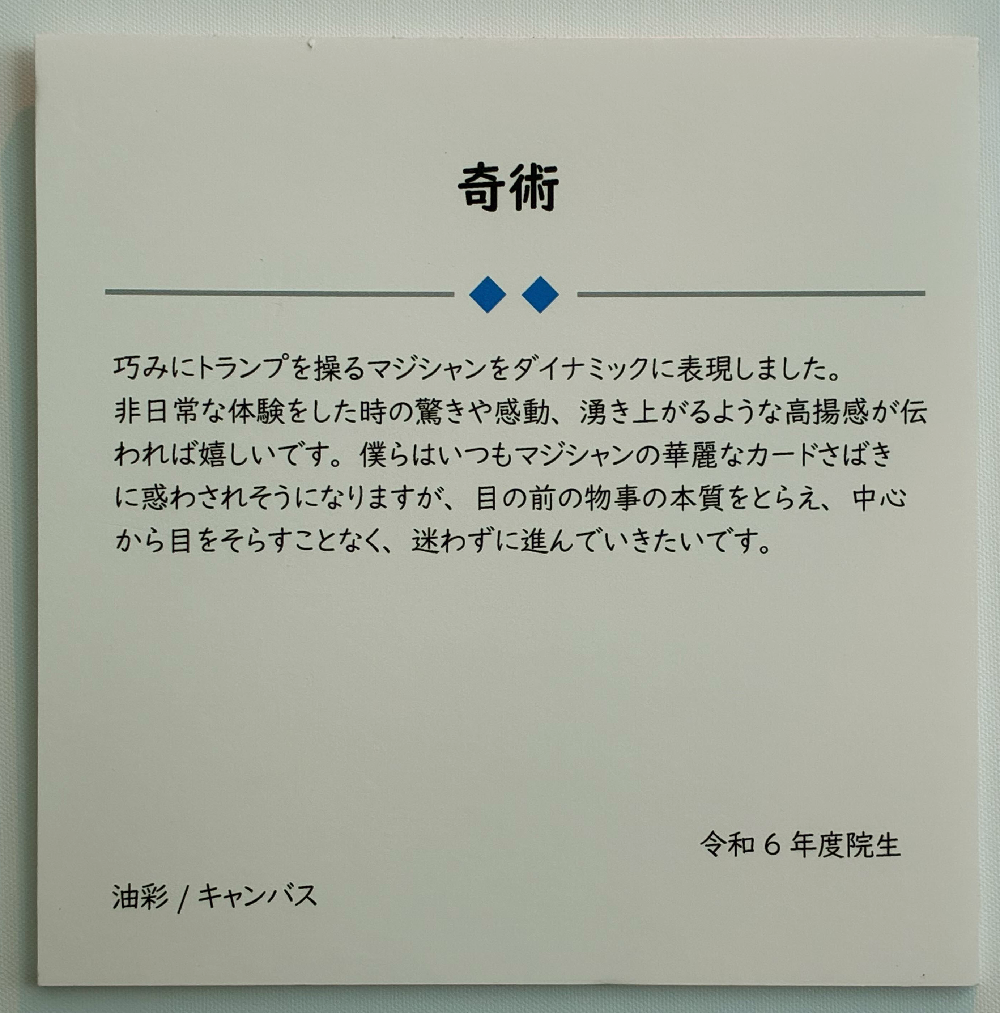 奇術
巧みにトランプを操るマジシャンをダイナミックに表現しました。
非日常な体験をした時の驚きや感動、湧き上がるような高揚感が伝
われば嬉しいです。僕らはいつもマジシャンの華麗なカードさばき
に惑わされそうになりますが、目の前の物事の本質をとらえ、中心
から目をそらすことなく、迷わずに進んでいきたいです。
令和 6 年度院生
油彩 / キャンバス